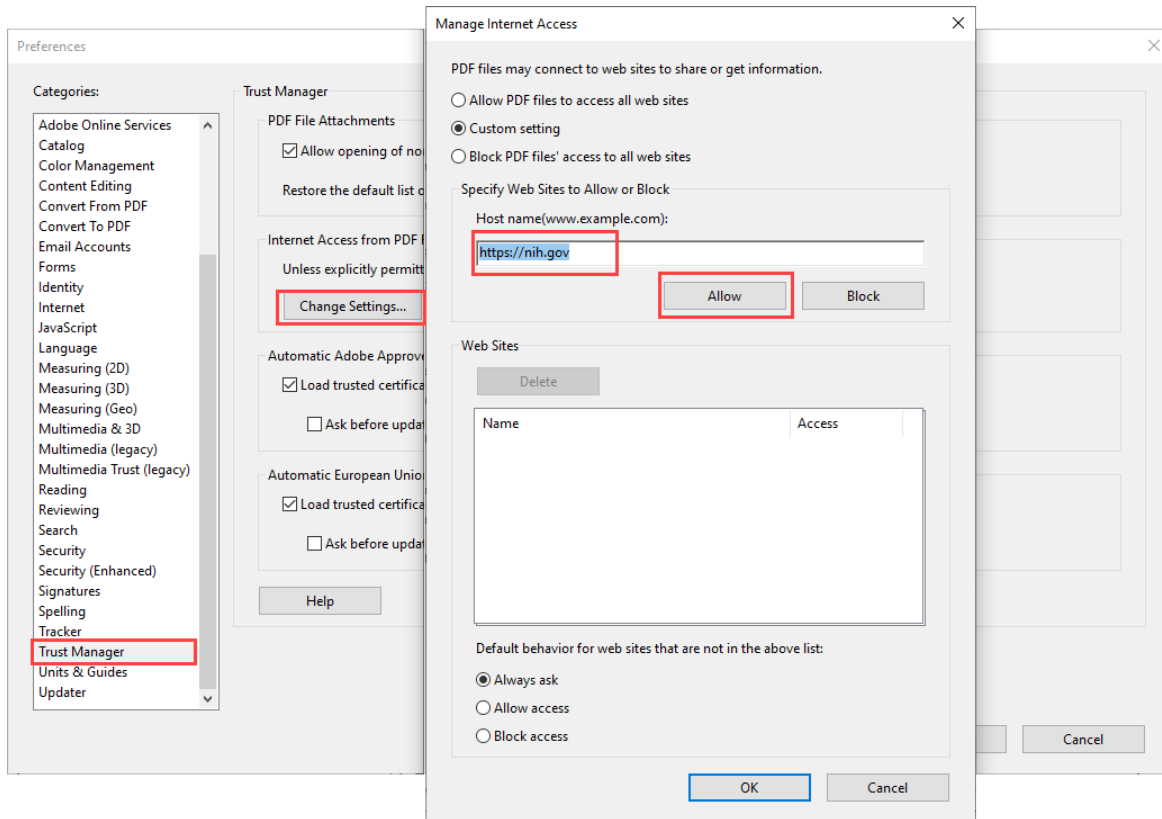 Preferences
Categories:
Adobe Online Services
Catalog
Color Management
Content Editing
Convert From PDF
Convert To PDF
Email Accounts
Forms
Identity
Internet
JavaScript
Language
Measuring (2D)
Measuring (3D)
Measuring (Geo)
Multimedia & 3D
Multimedia (legacy)
Multimedia Trust (legacy)
Reading
Reviewing
Search
Security
Security (Enhanced)
Signatures
Spelling
Tracker
Trust Manager
Units & Guides
Updater
Trust Manager
PDF File Attachments
Allow opening of
Restore the default list
Internet Access from PDF
Unless explicitly
Change Settings...
Automatic Adobe
Load trusted
Ask before
Automatic European
Load trusted
Ask before
Help
Cancel
Manage Internet Access
PDF files may connect to web sites to share or get information.
Allow PDF files to access all web sites
Custom setting
Block PDF files' access to all web sites
Specify Web Sites to Allow or Block
Host name(www.example.com):
https://nih.gov
Allow
Block
Web Sites
Delete
Name
Access
Default behavior for web sites that are not in the above list:
Always ask
Allow access
Block access
OK
Cancel